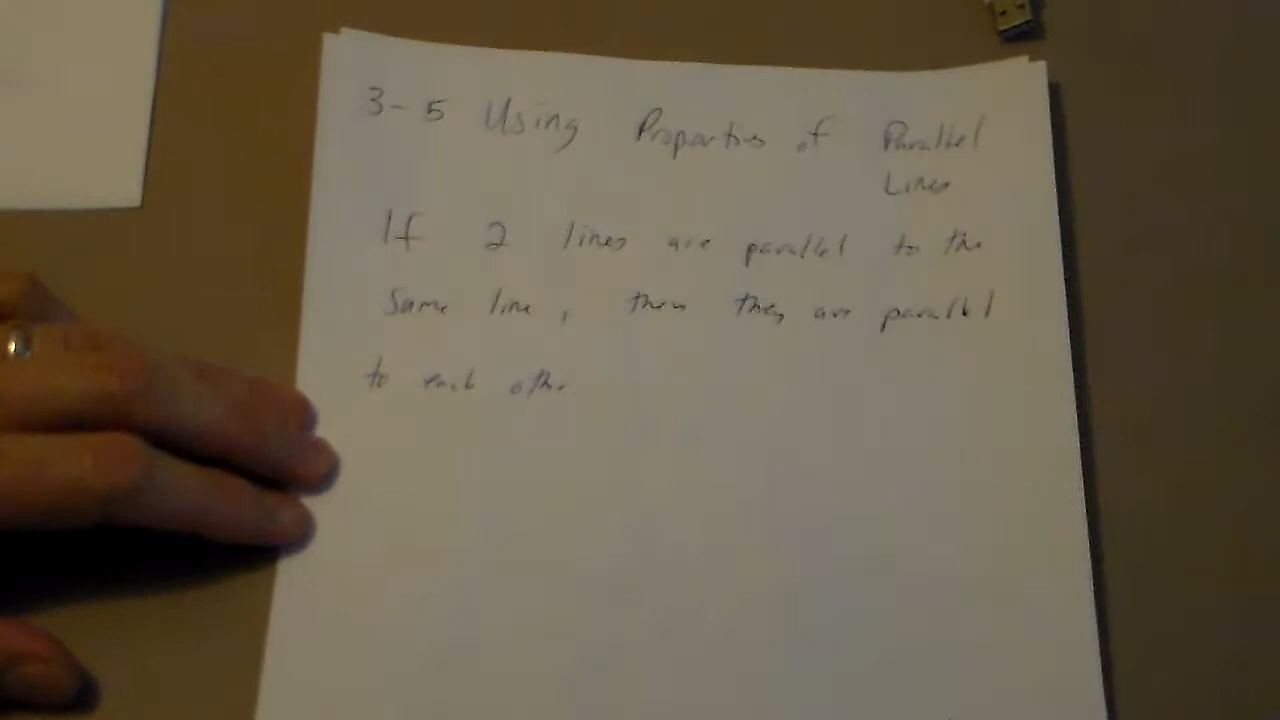 3-5 Using Properties of Parallel
Lines
If 2 lines are parallel to the
same line, then they are parallel
to each other.